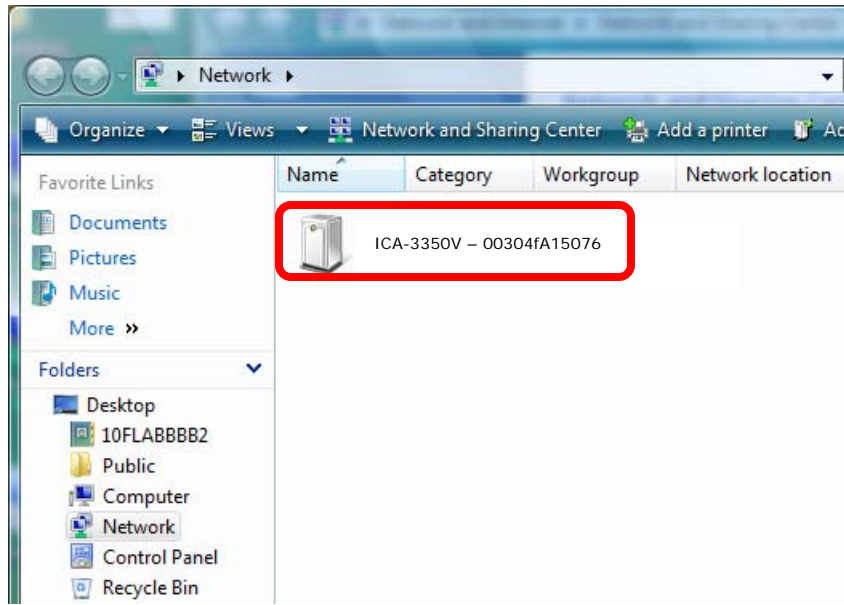 Network
Organize Views Network and Sharing Center Add a printer Ad
Favorite Links
Documents
Pictures
Music
More »
Folders
Desktop
10FLABBBB2
Public
Computer
Network
Control Panel
Recycle Bin
Name Category Workgroup Network location
ICA-3350V – 00304fA15076